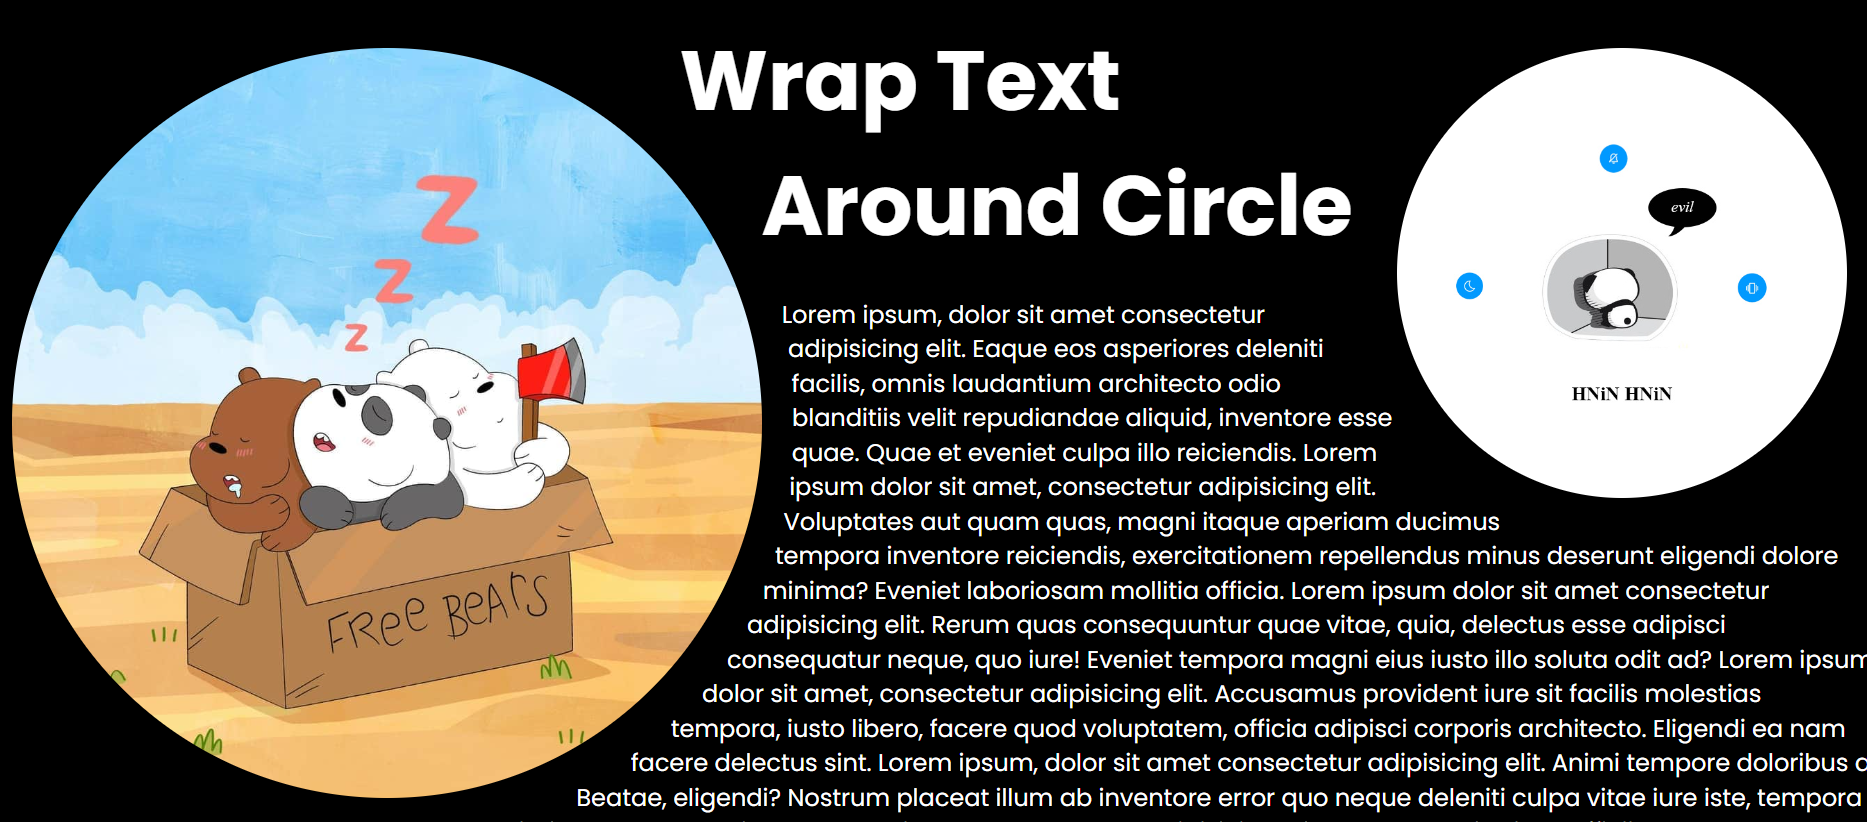 Wrap Text
Around Circle
Z
Z
Z
FREE BEARS
evil
HNiN HNiN
Lorem ipsum, dolor sit amet consectetur
adipisicing elit. Eaque eos asperiores deleniti
facilis, omnis laudantium architecto odio
blanditiis velit repudiandae aliquid, inventore esse
quae. Quae et eveniet culpa illo reiciendis. Lorem
ipsum dolor sit amet, consectetur adipisicing elit.
Voluptates aut quam quas, magni itaque aperiam ducimus
tempora inventore reiciendis, exercitationem repellendus minus deserunt eligendi dolore
minima? Eveniet laboriosam mollitia officia. Lorem ipsum dolor sit amet consectetur
adipisicing elit. Rerum quas consequuntur quae vitae, quia, delectus esse adipisci
consequatur neque, quo iure! Eveniet tempora magni eius iusto illo soluta odit ad? Lorem ipsum
dolor sit amet, consectetur adipisicing elit. Accusamus provident iure sit facilis molestias
tempora, iusto libero, facere quod voluptatem, officia adipisci corporis architecto. Eligendi ea nam
facere delectus sint. Lorem ipsum, dolor sit amet consectetur adipisicing elit. Animi tempore doloribus
Beatae, eligendi? Nostrum placeat illum ab inventore error quo neque deleniti culpa vitae iure iste, tempora